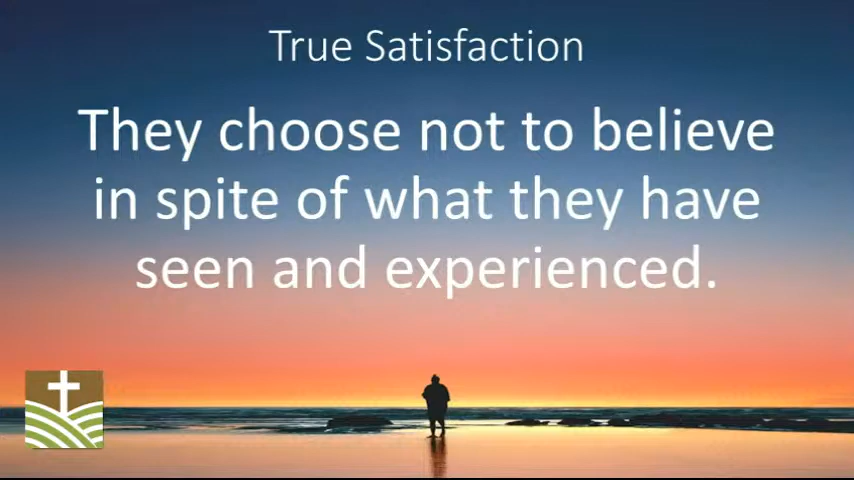 True Satisfaction
They choose not to believe
in spite of what they have
seen and experienced.